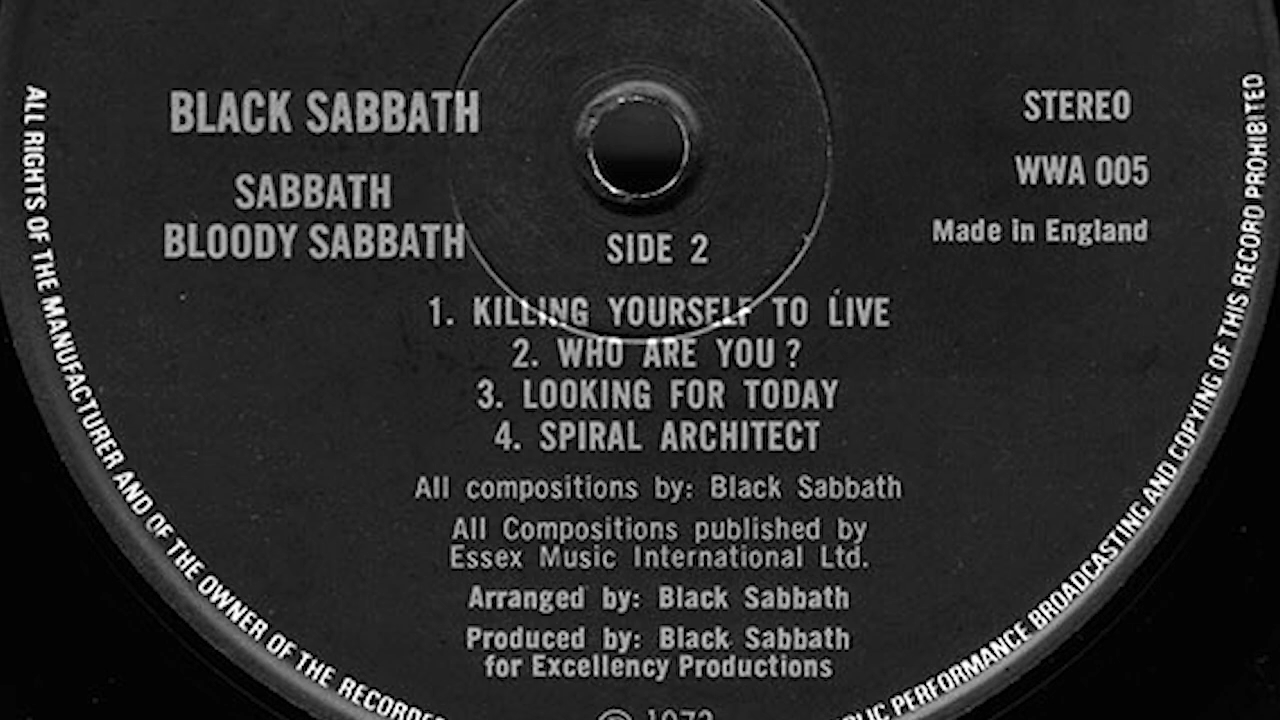 BLACK SABBATH
SABBATH
BLOODY SABBATH
STEREO
WWA 005
Made in England
SIDE 2
1. KILLING YOURSELF TO LIVE
2. WHO ARE YOU ?
3. LOOKING FOR TODAY
4. SPIRAL ARCHITECT
All compositions by: Black Sabbath
All Compositions published by
Essex Music International Ltd.
Arranged by: Black Sabbath
Produced by: Black Sabbath
for Excellency Productions
ALL RIGHTS OF THE MANUFACTURER AND OF THE OWNER OF THE RECORDED
PERFORMANCE BROADCASTING AND COPYING OF THIS RECORD PROHIBITED